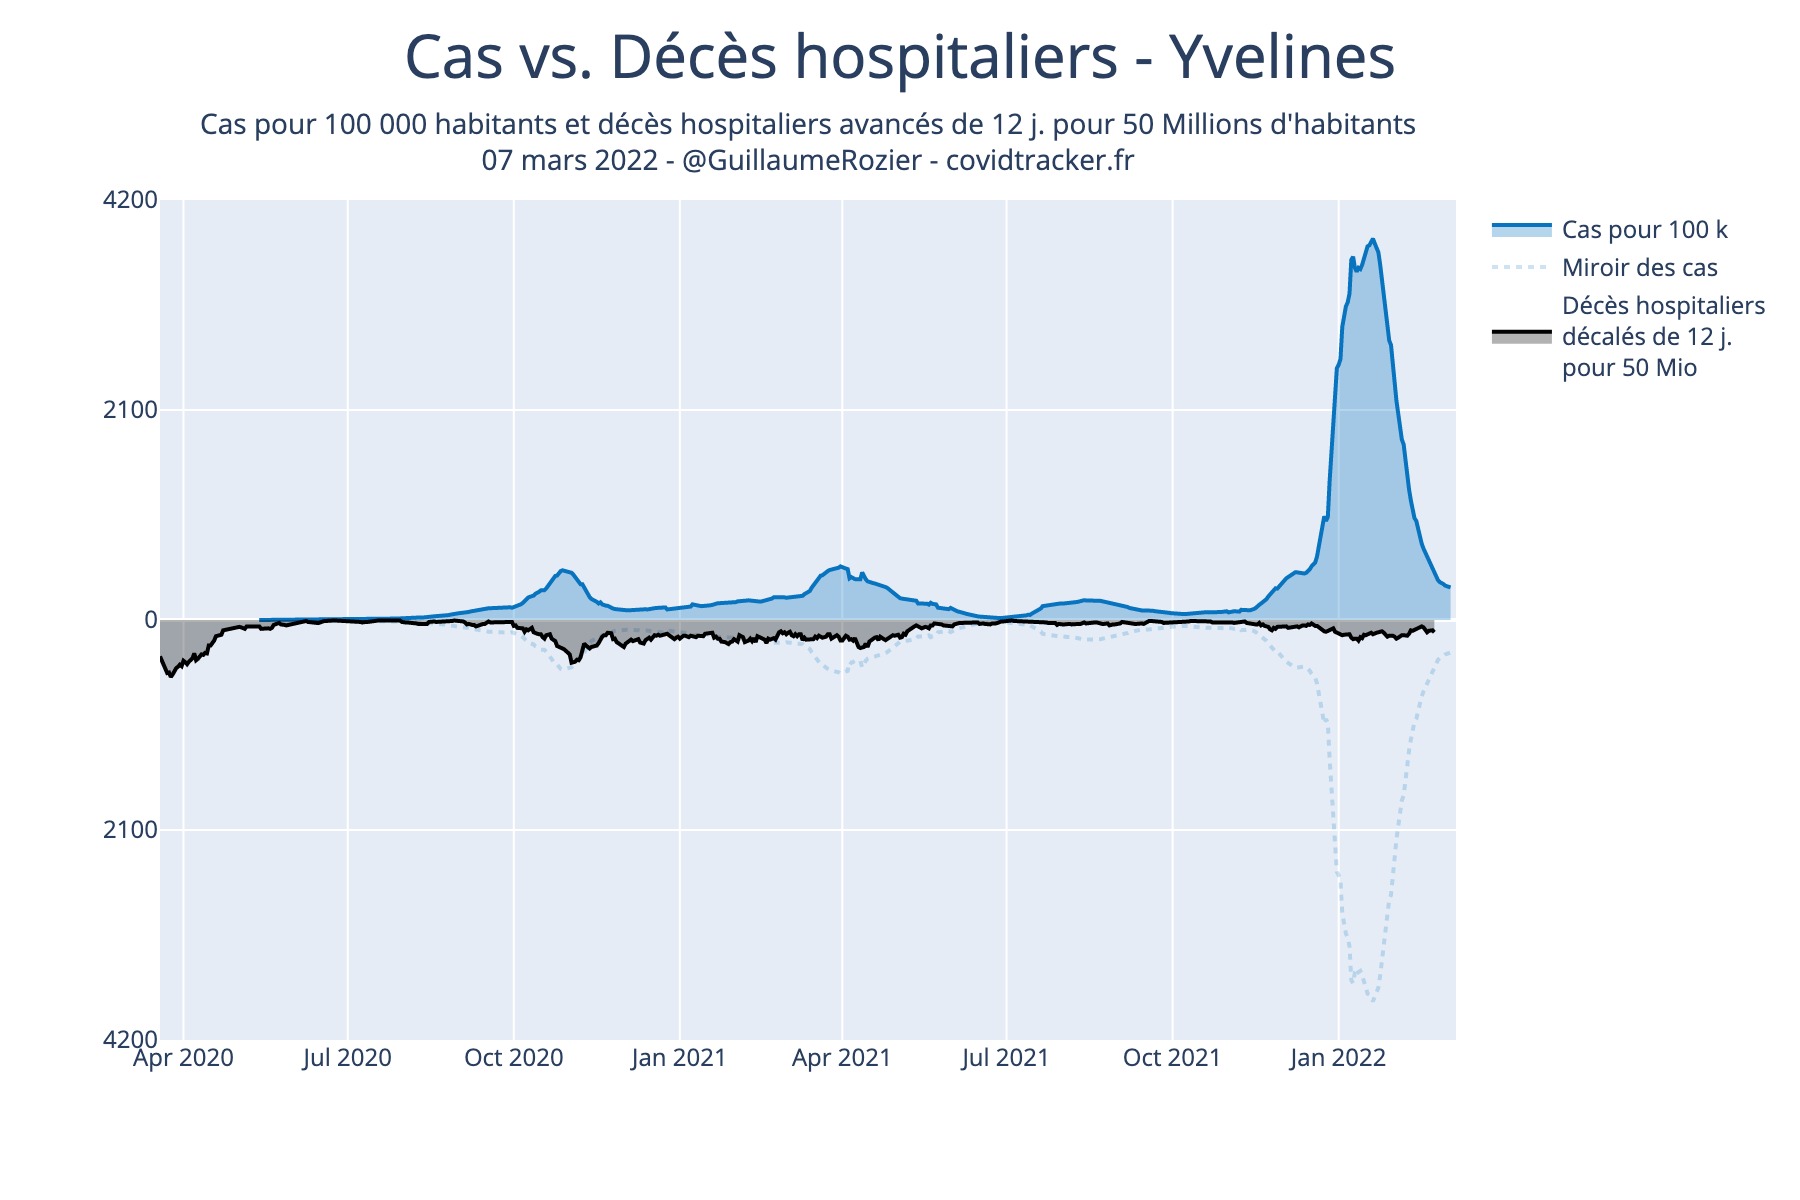 Cas vs. Décès hospitaliers - Yvelines
Cas pour 100 000 habitants et décès hospitaliers avancés de 12 j. pour 50 Millions d'habitants
07 mars 2022 - @GuillaumeRozier - covidtracker.fr
4200
2100
0
2100
4200
Apr 2020
Jul 2020
Oct 2020
Jan 2021
Apr 2021
Jul 2021
Oct 2021
Jan 2022
Cas pour 100 k
Miroir des cas
Décès hospitaliers
décalés de 12 j.
pour 50 Mio